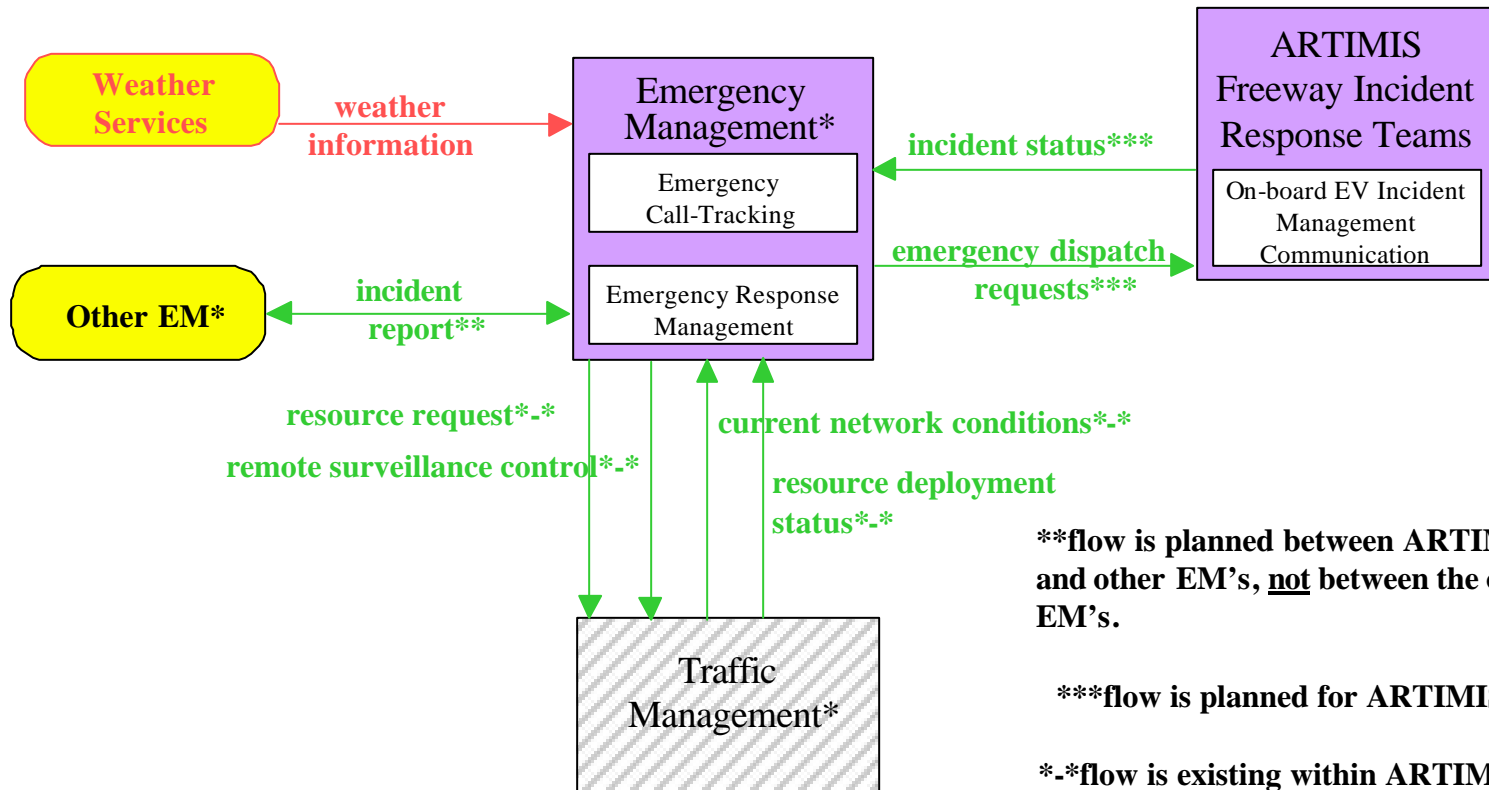 Weather
Services
weather
information
Emergency
Management*
Emergency
Call-Tracking
Emergency Response
Management
ARTIMIS
Freeway Incident
Response Teams
On-board EV Incident
Management
Communication
incident status***
emergency dispatch
requests***
Other EM*
incident
report**
resource request*-*
remote surveillance control*-*
current network conditions*-*
resource deployment
status*-*
Traffic
Management*
**flow is planned between
and other EM’s, not between the
EM’s.
***flow is planned for
*-*flow is existing within